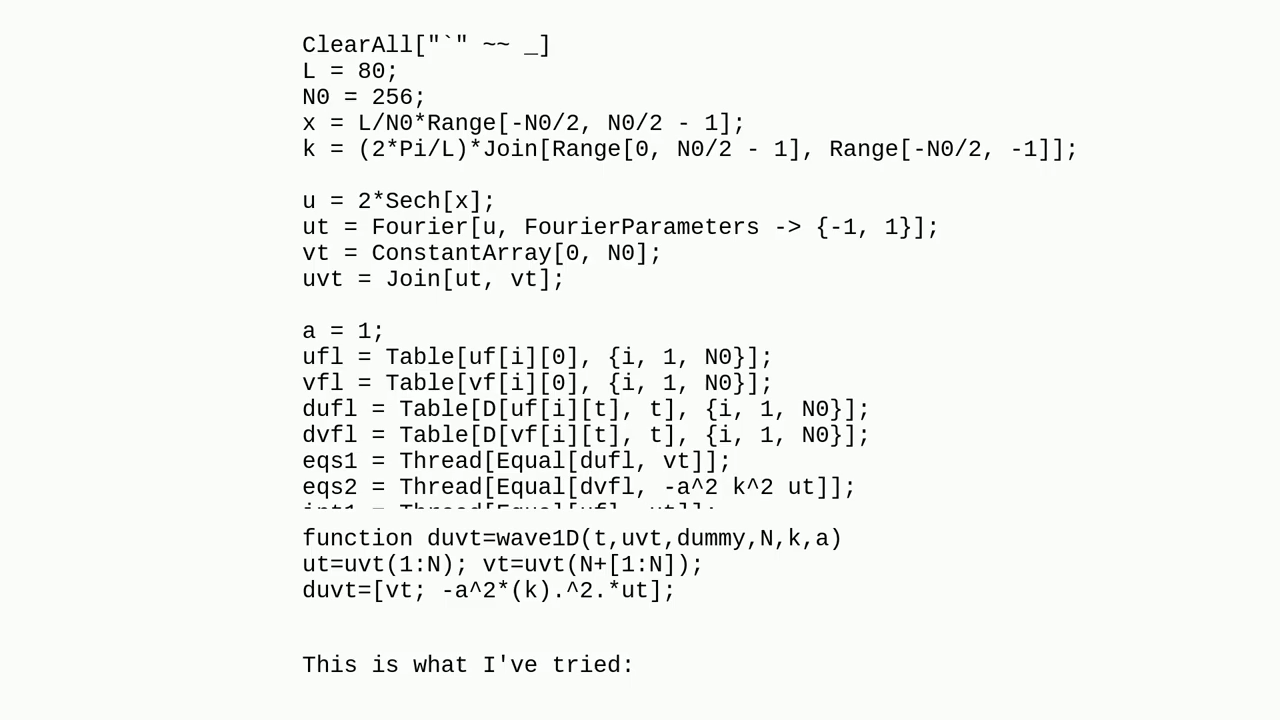 ClearAll["`" ~~ _]
L = 80;
N0 = 256;
x = L/N0*Range[-N0/2, N0/2 - 1];
k = (2*Pi/L)*Join[Range[0, N0/2 - 1], Range[-N0/2, -1]];
u = 2*Sech[x];
ut = Fourier[u, FourierParameters -> {-1, 1}];
vt = ConstantArray[0, N0];
uvt = Join[ut, vt];
a = 1;
ufl = Table[uf[i][0], {i, 1, N0}];
vfl = Table[vf[i][0], {i, 1, N0}];
dufl = Table[D[uf[i][t], t], {i, 1, N0}];
dvfl = Table[D[vf[i][t], t], {i, 1, N0}];
eqs1 = Thread[Equal[dufl, vt]];
eqs2 = Thread[Equal[dvfl, -a^2 k^2 ut]];
function duvt=wave1D(t,uvt,dummy,N,k,a)
ut=uvt(1:N); vt=uvt(N+[1:N]);
duvt=[vt; -a^2*(k).^2.*ut];
This is what I've tried: